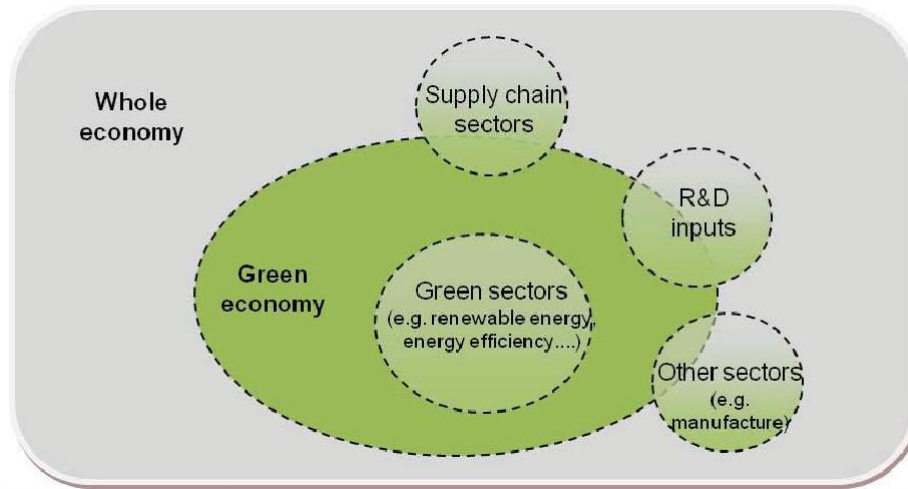 Whole
economy
Supply chain
sectors
R&D
inputs
Green
economy
Green sectors
(e.g. renewable energy,
energy efficiency....)
Other sectors
(e.g.
manufacture)